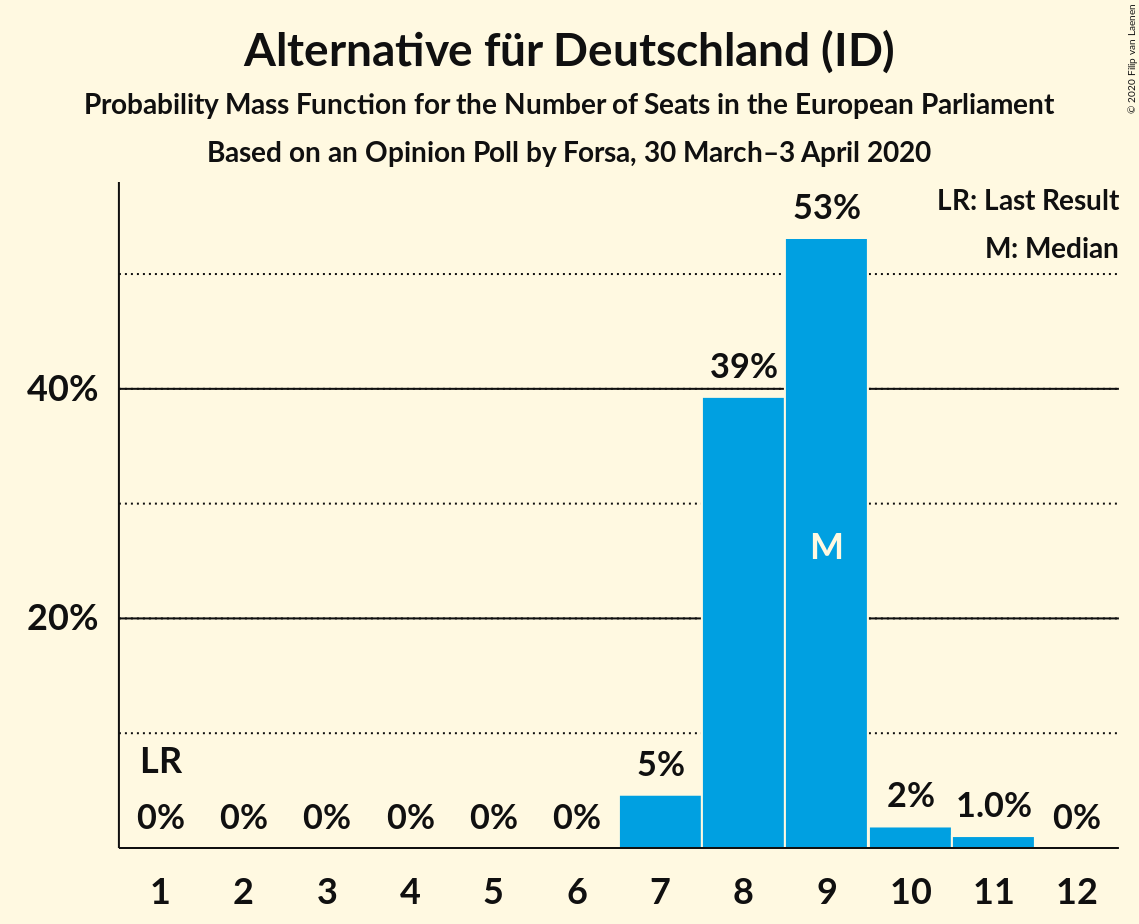 Alternative für Deutschland (ID)
Probability Mass Function for the Number of Seats in the European Parliament
Based on an Opinion Poll by Forsa, 30 March–3 April 2020
© 2020 Filip van Laenen
LR: Last Result
M: Median
53%
39%
40%
M
20%
LR
5%
2%
1.0%
0% 0% 0% 0% 0% 0% 0%
1 2 3 4 5 6 7 8 9 10 11 12